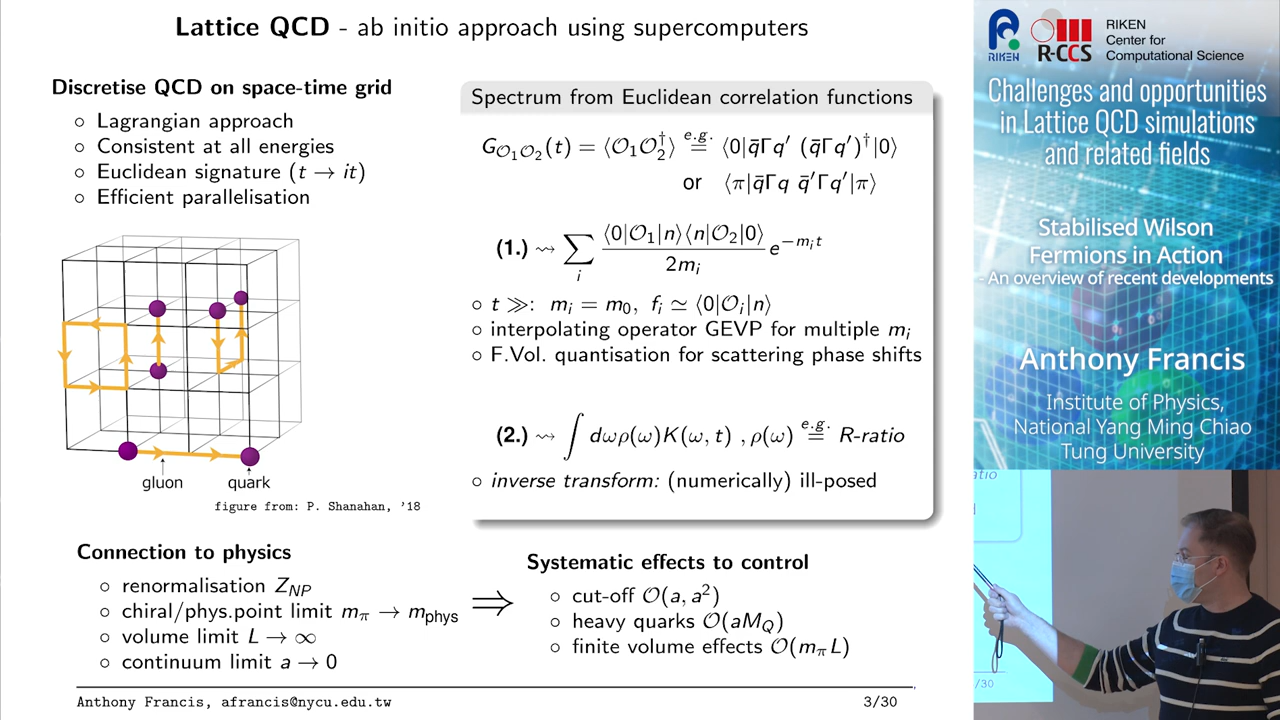 Lattice QCD - ab initio approach using supercomputers
Discretise QCD on space-time grid
○ Lagrangian approach
○ Consistent at all energies
○ Euclidean signature (t → it)
○ Efficient parallelisation
gluon
quark
figure from: P. Shanahan, '18
Spectrum from Euclidean correlation functions
G_{𝒪₁𝒪₂}(t) = ⟨𝒪₁𝒪₂†⟩ e.g. = ⟨0|q̄Γq′ (q̄Γq′)†|0⟩
or ⟨π|q̄Γq q̄′Γq′|π⟩
(1.) ⇝ ∑_i ⟨0|𝒪₁|n⟩⟨n|𝒪₂|0⟩ / 2m_i e^{−m_i t}
○ t ≫: m_i = m_0, f_i ≃ ⟨0|𝒪_i|n⟩
○ interpolating operator GEVP for multiple m_i
○ F.Vol. quantisation for scattering phase shifts
(2.) ⇝ ∫ dωρ(ω)K(ω, t) , ρ(ω) e.g. = R-ratio
○ inverse transform: (numerically) ill-posed
Connection to physics
○ renormalisation Z_{NP}
○ chiral/phys.point limit m_π → m_phys
○ volume limit L → ∞
○ continuum limit a → 0
⇒
Systematic effects to control
○ cut-off 𝒪(a, a²)
○ heavy quarks 𝒪(aM_Q)
○ finite volume effects 𝒪(m_π L)
Anthony Francis, afrancis@nycu.edu.tw
3/30
RIKEN
R-CCS
RIKEN
Center for
Computational Science
Challenges and opportunities
in Lattice QCD simulations
and related fields
Stabilised Wilson
Fermions in Action
- An overview of recent developments
Anthony Francis
Institute of Physics,
National Yang Ming Chiao
Tung University
atio
/30